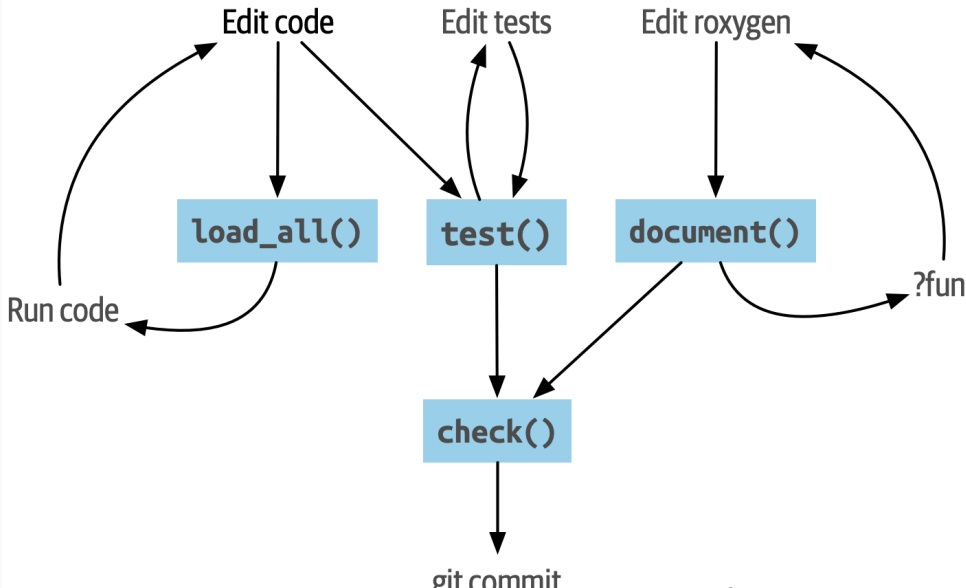 Edit code
Edit tests
Edit roxygen
load_all()
test()
document()
Run code
?fun
check()
git commit